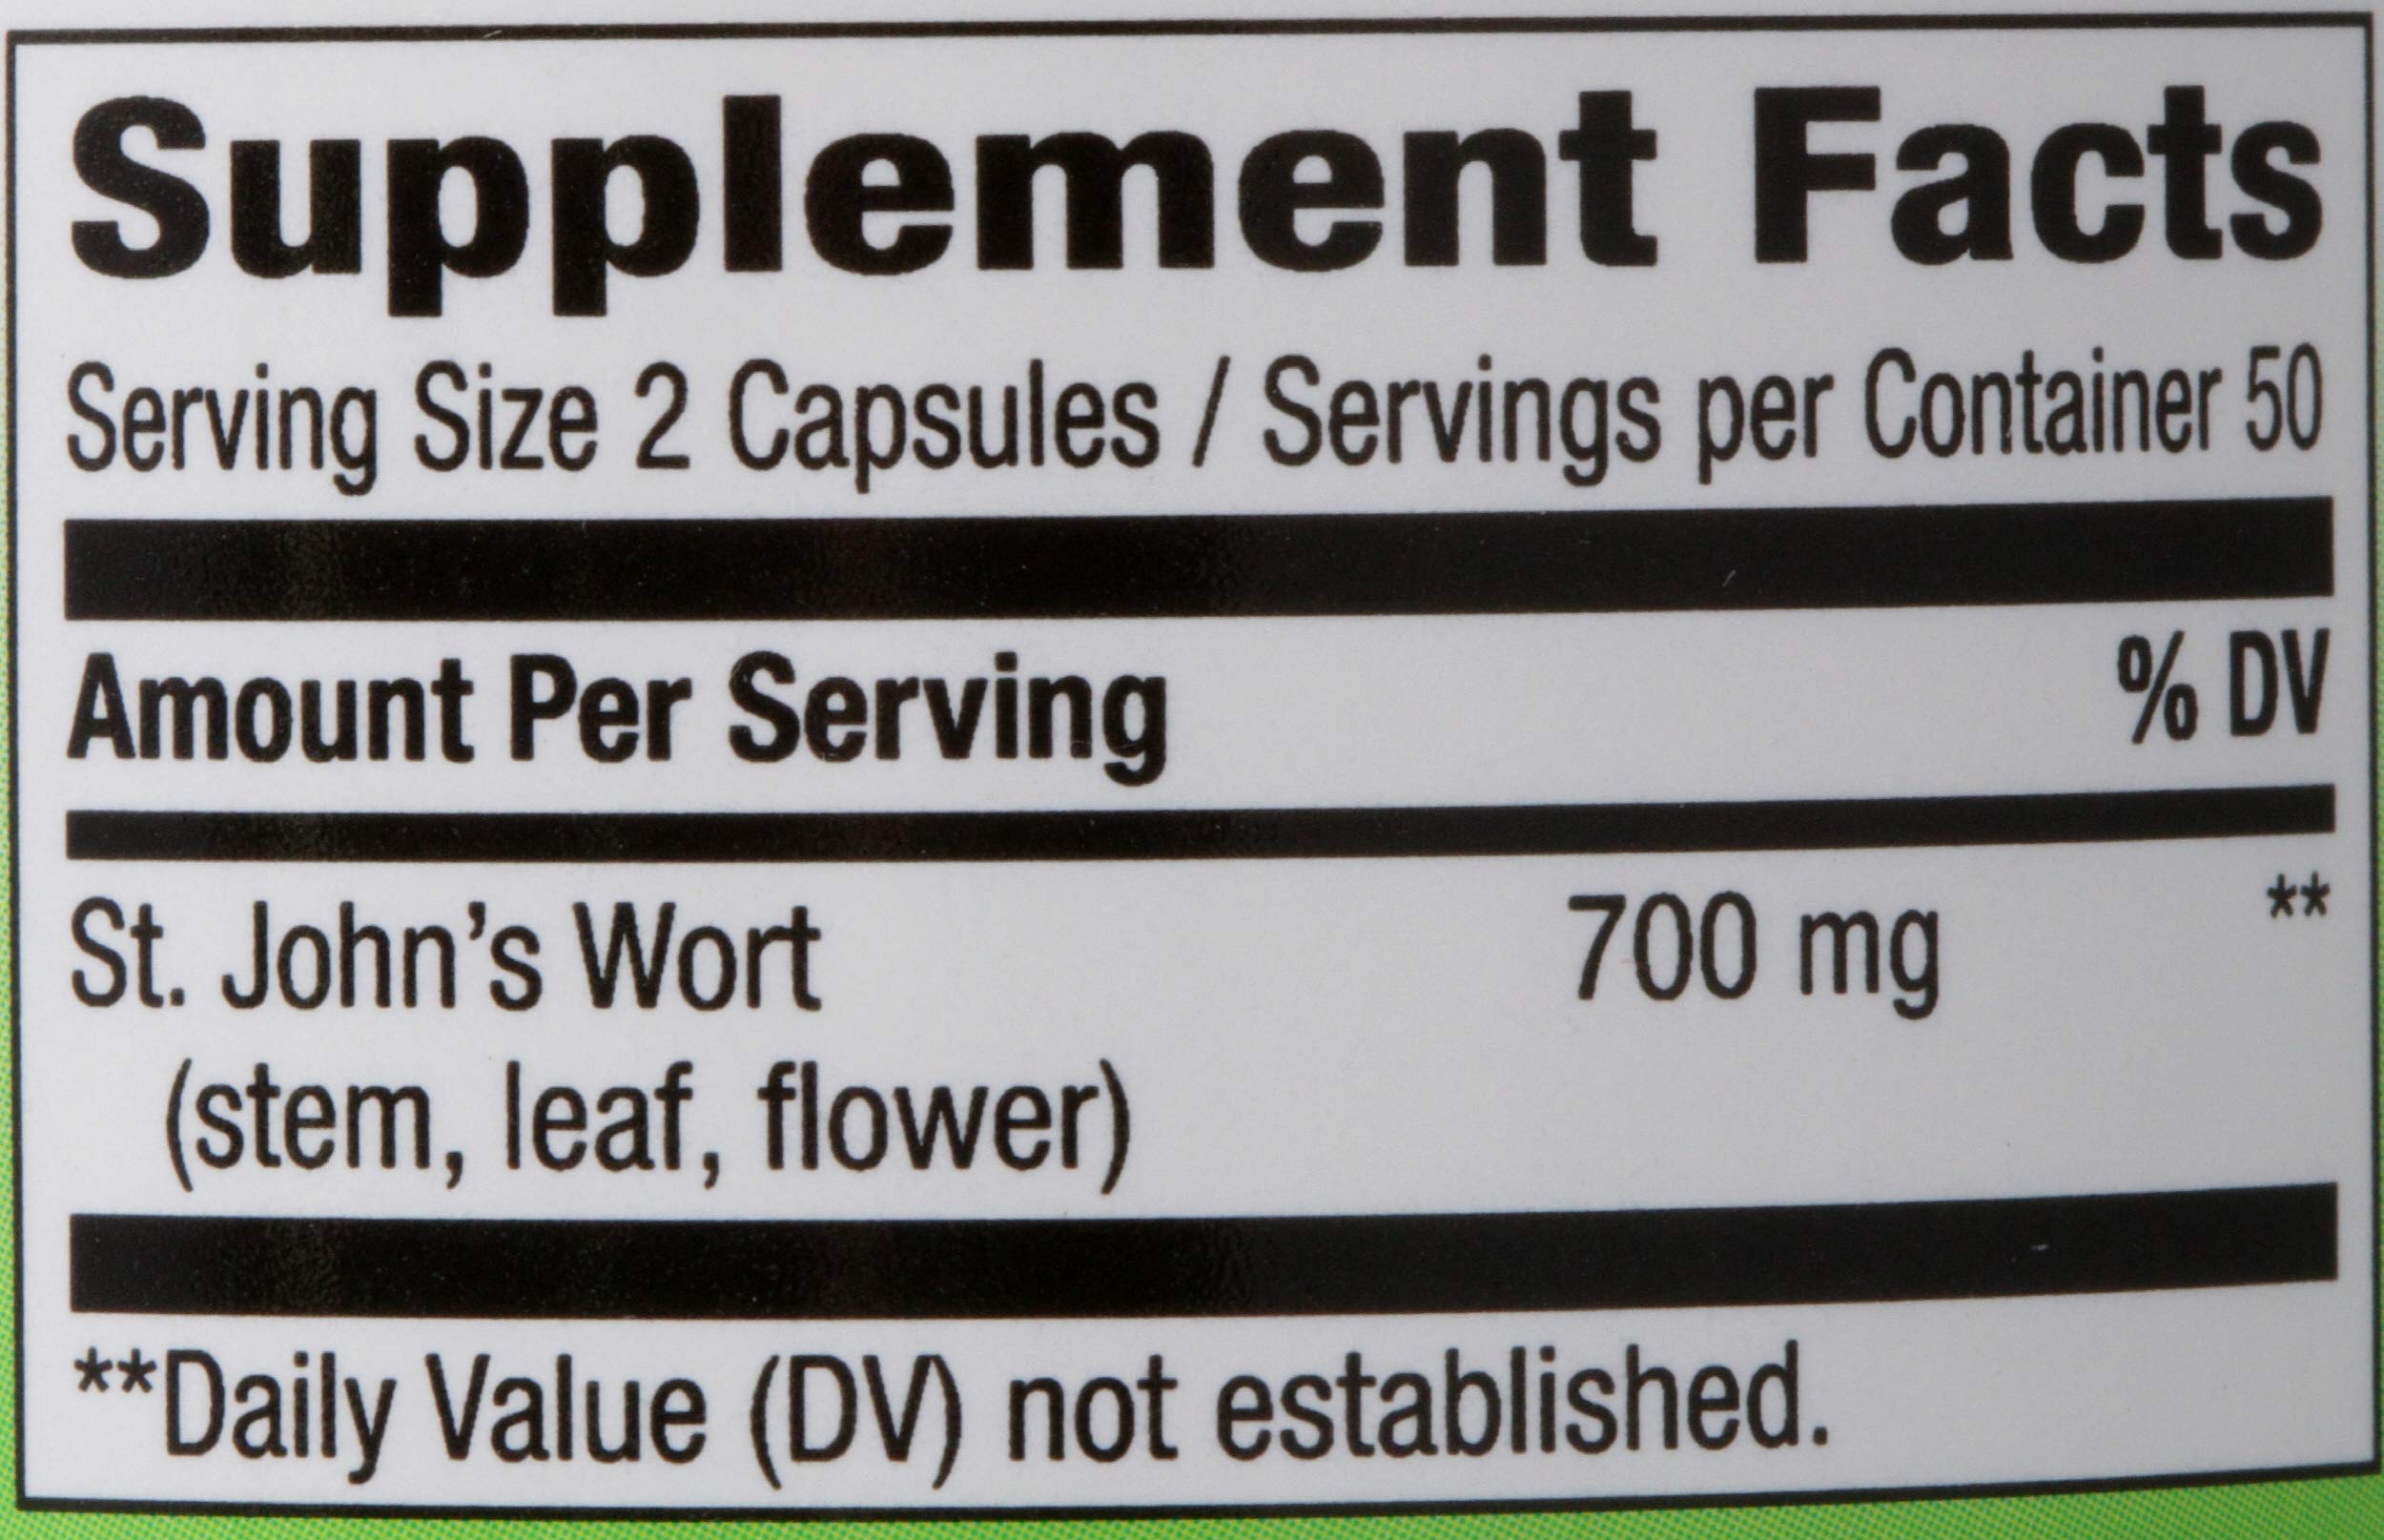 Supplement Facts
Serving Size 2 Capsules / Servings per Container 50
Amount Per Serving % DV
St. John’s Wort 700 mg **
(stem, leaf, flower)
**Daily Value (DV) not established.